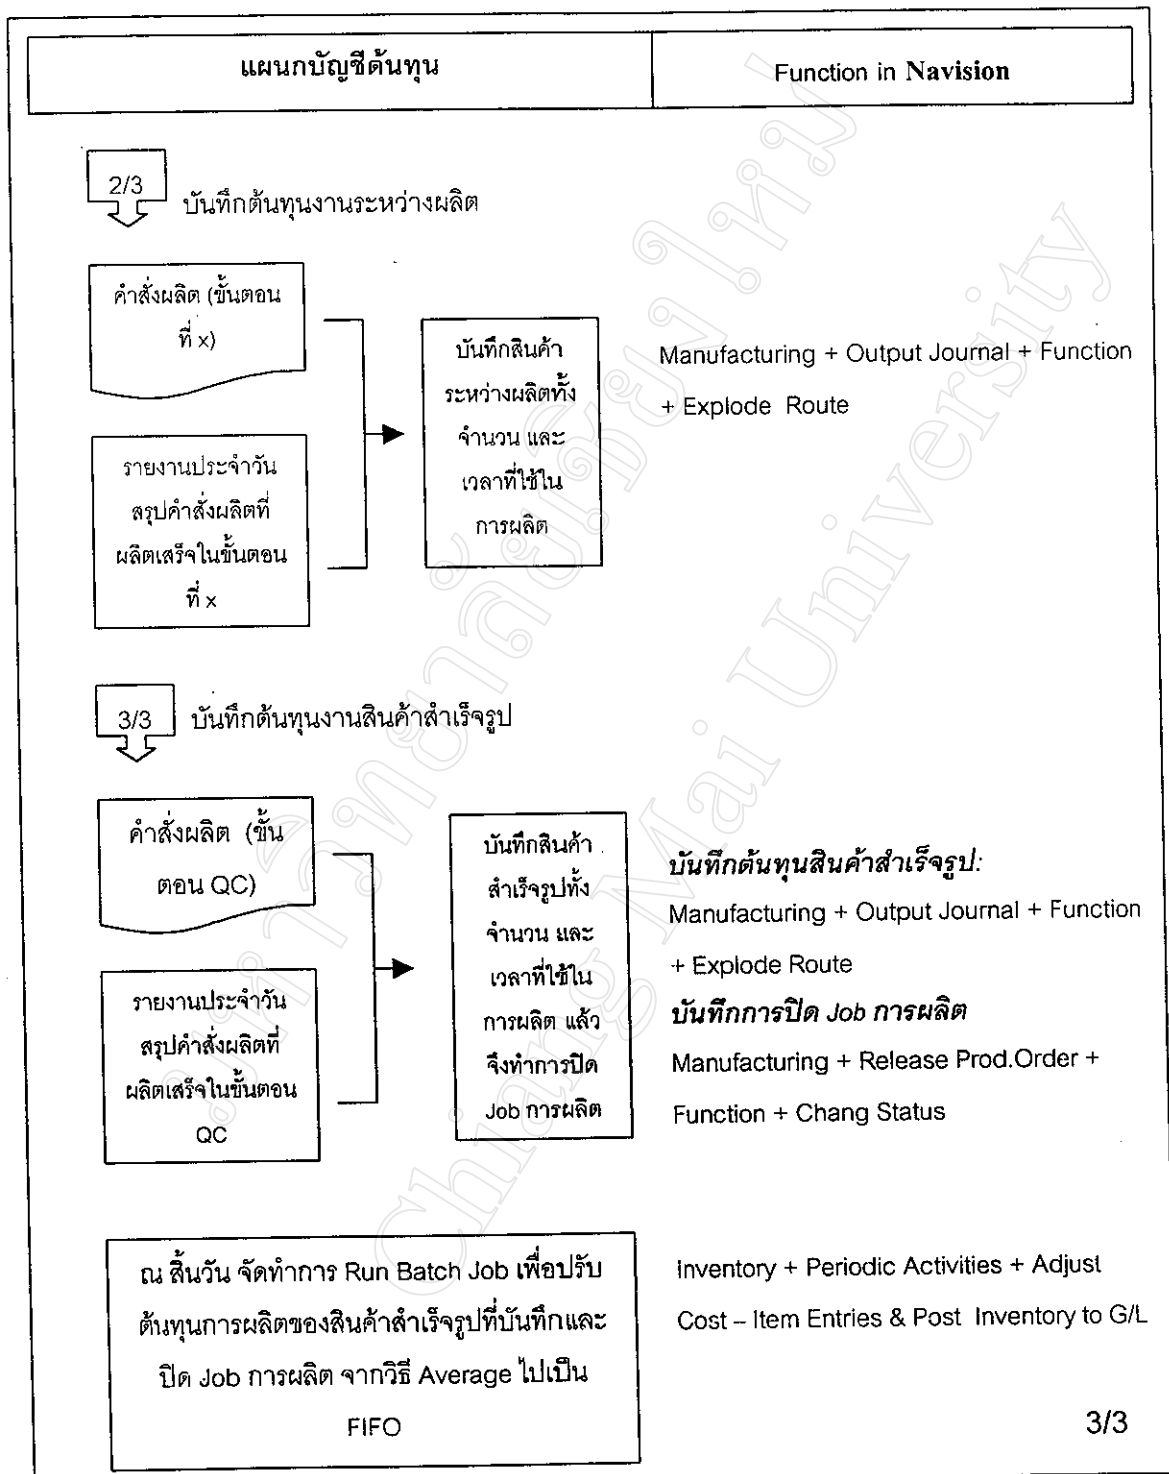 แผนกบัญชีต้นทุน
Function in Navision
2/3
บันทึกต้นทุนงานระหว่างผลิต
คำสั่งผลิต (ขั้นตอน
ที่ x)
รายงานประจำวัน
สรุปคำสั่งผลิตที่
ผลิตเสร็จในขั้นตอน
ที่ x
บันทึกสินค้า
ระหว่างผลิตทั้ง
จำนวน และ
เวลาที่ใช้ใน
การผลิต
Manufacturing + Output Journal + Function
+ Explode Route
3/3
บันทึกต้นทุนงานสินค้าสำเร็จรูป
คำสั่งผลิต (ขั้น
ตอน QC)
รายงานประจำวัน
สรุปคำสั่งผลิตที่
ผลิตเสร็จในขั้นตอน
QC
บันทึกสินค้า
สำเร็จรูปทั้ง
จำนวน และ
เวลาที่ใช้ใน
การผลิต แล้ว
จึงทำการปิด
Job การผลิต
บันทึกต้นทุนสินค้าสำเร็จรูป:
Manufacturing + Output Journal + Function
+ Explode Route
บันทึกการปิด Job การผลิต
Manufacturing + Release Prod.Order +
Function + Chang Status
ณ สิ้นวัน จัดทำการ Run Batch Job เพื่อปรับ
ต้นทุนการผลิตของสินค้าสำเร็จรูปที่บันทึกและ
ปิด Job การผลิต จากวิธี Average ไปเป็น
FIFO
Inventory + Periodic Activities + Adjust
Cost – Item Entries & Post Inventory to G/L
3/3
มหาวิทยาลัยเชียงใหม่
Chiang Mai University